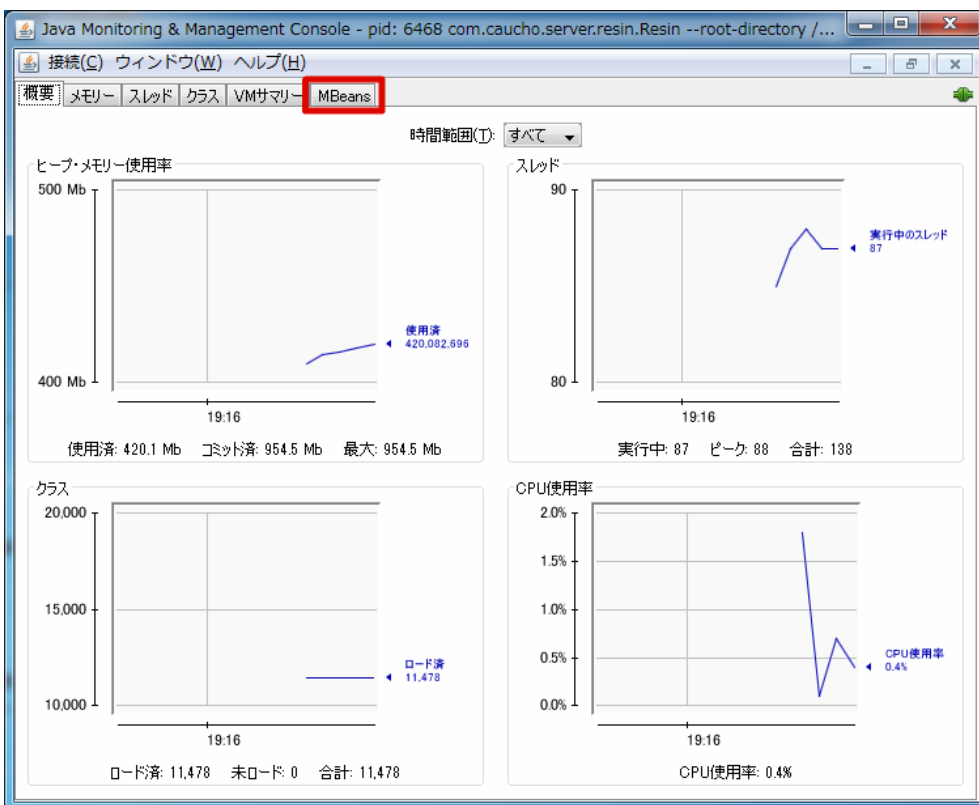 Java Monitoring & Management Console - pid: 6468 com.caucho.server.resin.Resin --root-directory /...
接続(C) ウィンドウ(W) ヘルプ(H)
概要 メモリー スレッド クラス VMサマリー MBeans
時間範囲(T): すべて
ヒープ・メモリー使用率
500 Mb
400 Mb
使用済
420,082,696
19:16
使用済: 420.1 Mb コミット済: 954.5 Mb 最大: 954.5 Mb
スレッド
90
80
実行中のスレッド
87
19:16
実行中: 87 ピーク: 88 合計: 138
クラス
20,000
15,000
10,000
ロード済
11,478
19:16
ロード済: 11,478 未ロード: 0 合計: 11,478
CPU使用率
2.0%
1.5%
1.0%
0.5%
0.0%
CPU使用率
0.4%
19:16
CPU使用率: 0.4%